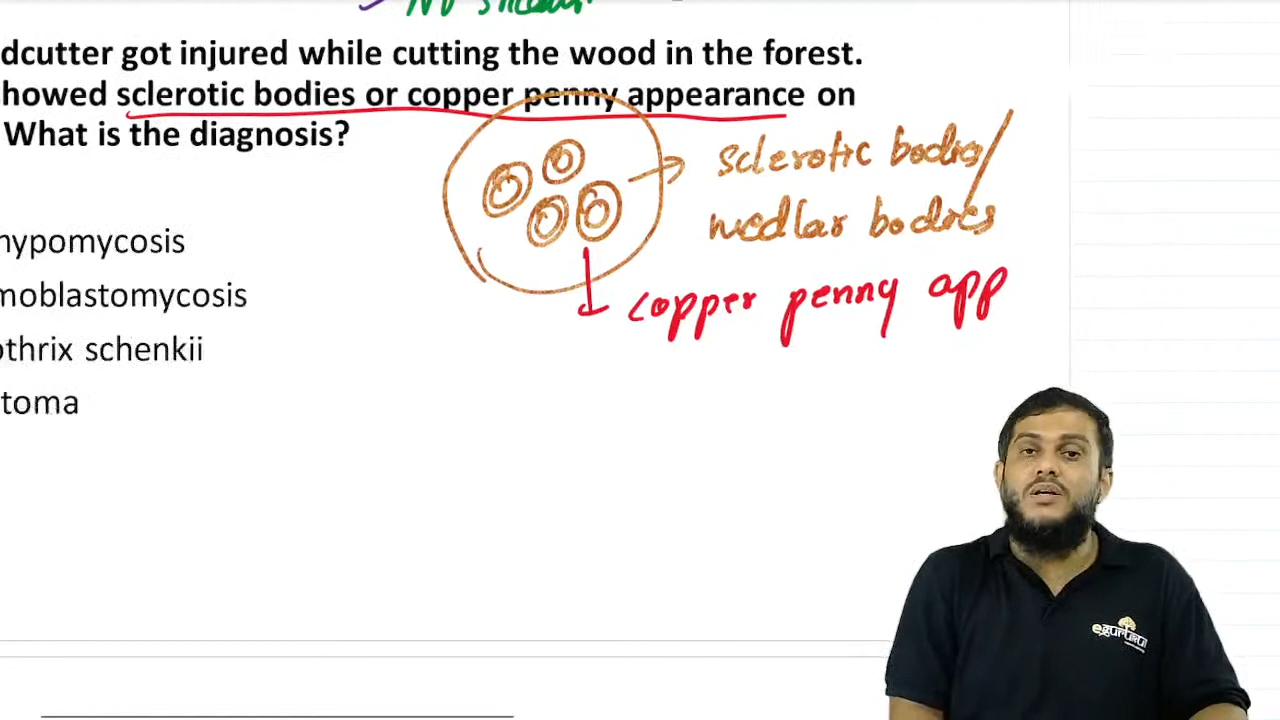 dcutter got injured while cutting the wood in the forest.
howed sclerotic bodies or copper penny appearance on
What is the diagnosis?
sclerotic bodies/
medlar bodies
copper penny app
hypomycosis
moblastomycosis
othrix schenkii
toma
egurukul